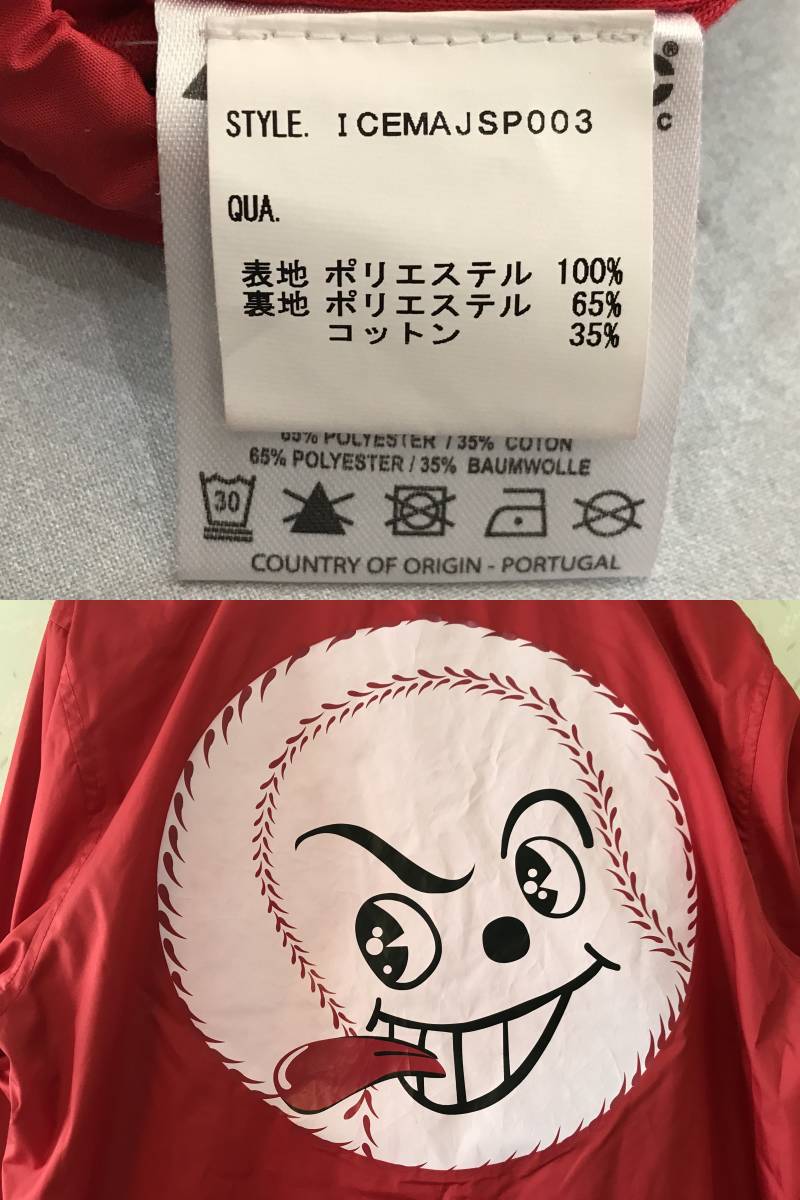 STYLE. ICEMAJSP003
QUA.
表地 ポリエステル 100%
裏地 ポリエステル 65%
コットン 35%
®
C
65% POLYESTER / 35% COTON
65% POLYESTER / 35% BAUMWOLLE
30
COUNTRY OF ORIGIN - PORTUGAL